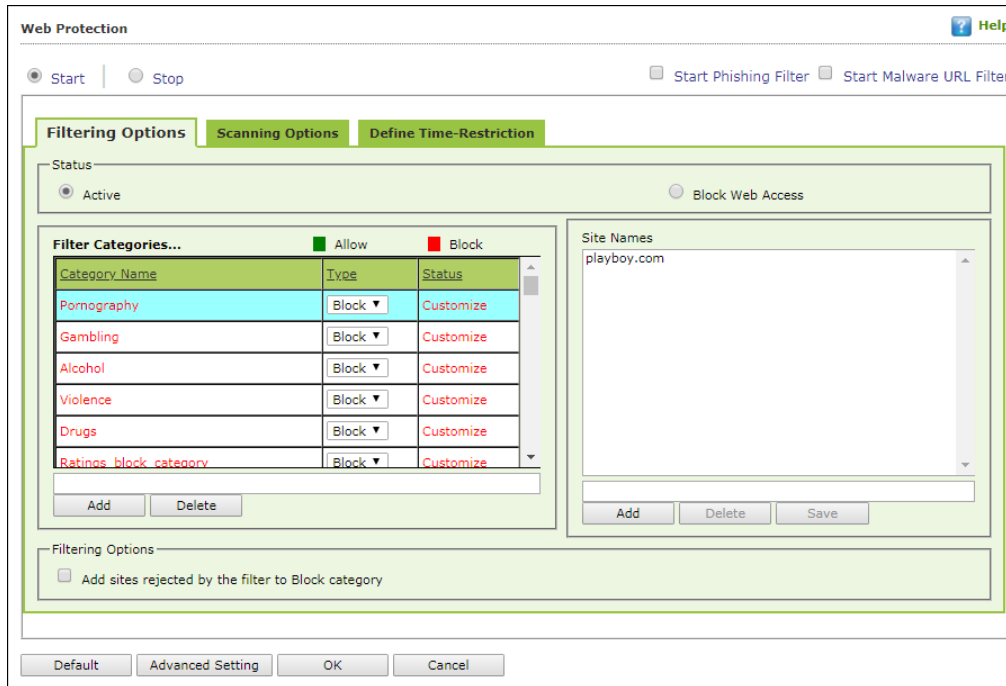 Web Protection
Help
Start Stop Start Phishing Filter Start Malware URL Filter
Filtering Options Scanning Options Define Time-Restriction
Status
Active Block Web Access
Filter Categories... Allow Block
Category Name Type Status
Pornography Block Customize
Gambling Block Customize
Alcohol Block Customize
Violence Block Customize
Drugs Block Customize
Ratings_block_category Block Customize
Add Delete
Site Names
playboy.com
Add Delete Save
Filtering Options
Add sites rejected by the filter to Block category
Default Advanced Setting OK Cancel